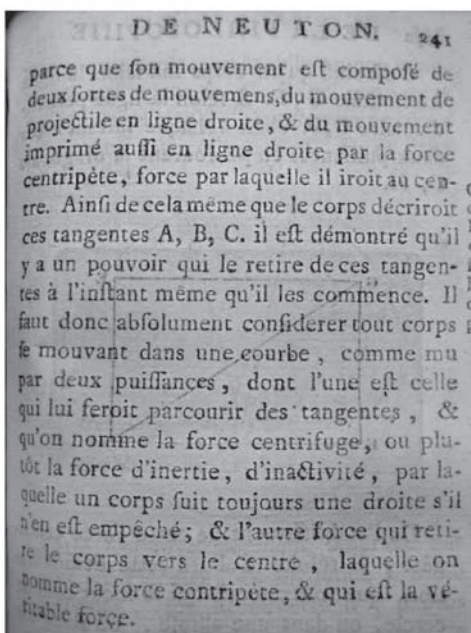 DE NEUTON. 241
parce que ſon mouvement eſt compoſé de
deux ſortes de mouvemens, du mouvement de
projectile en ligne droite, & du mouvement
imprimé auſſi en ligne droite par la force
centripéte, force par laquelle il iroit au cen-
tre. Ainſi de cela même que le corps décriroit
ces tangentes A, B, C. il eſt démontré qu'il
y a un pouvoir qui le retire de ces tangen-
tes à l'inſtant même qu'il les commence. Il
faut donc abſolument conſiderer tout corps
ſe mouvant dans une courbe, comme mu
par deux puiſſances, dont l'une eſt celle
qui lui feroit parcourir des tangentes, &
qu'on nomme la force centrifuge, ou plu-
tôt la force d'inertie, d'inactivité, par la-
quelle un corps ſuit toujours une droite s'il
n'en eſt empêché; & l'autre force qui reti-
re le corps vers le centre, laquelle on
nomme la force contripéte, & qui eſt la vé-
ritable force.